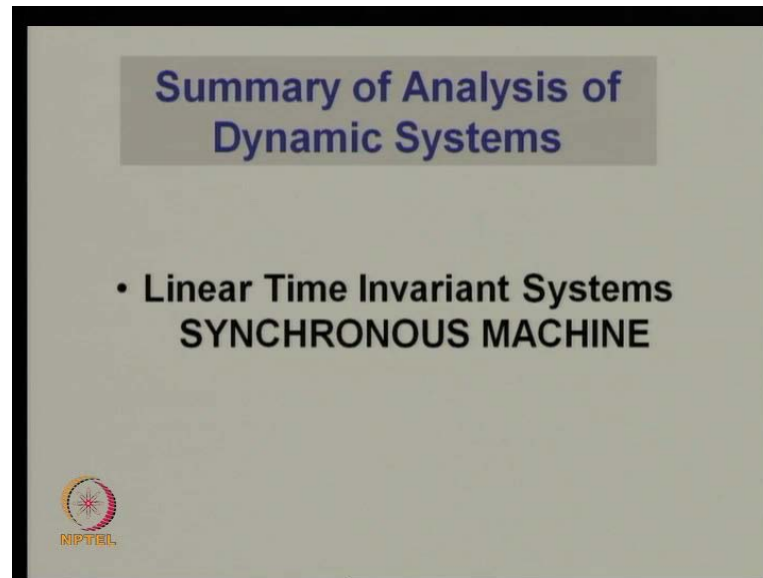 Summary of Analysis of
Dynamic Systems
• Linear Time Invariant Systems
SYNCHRONOUS MACHINE
NPTEL